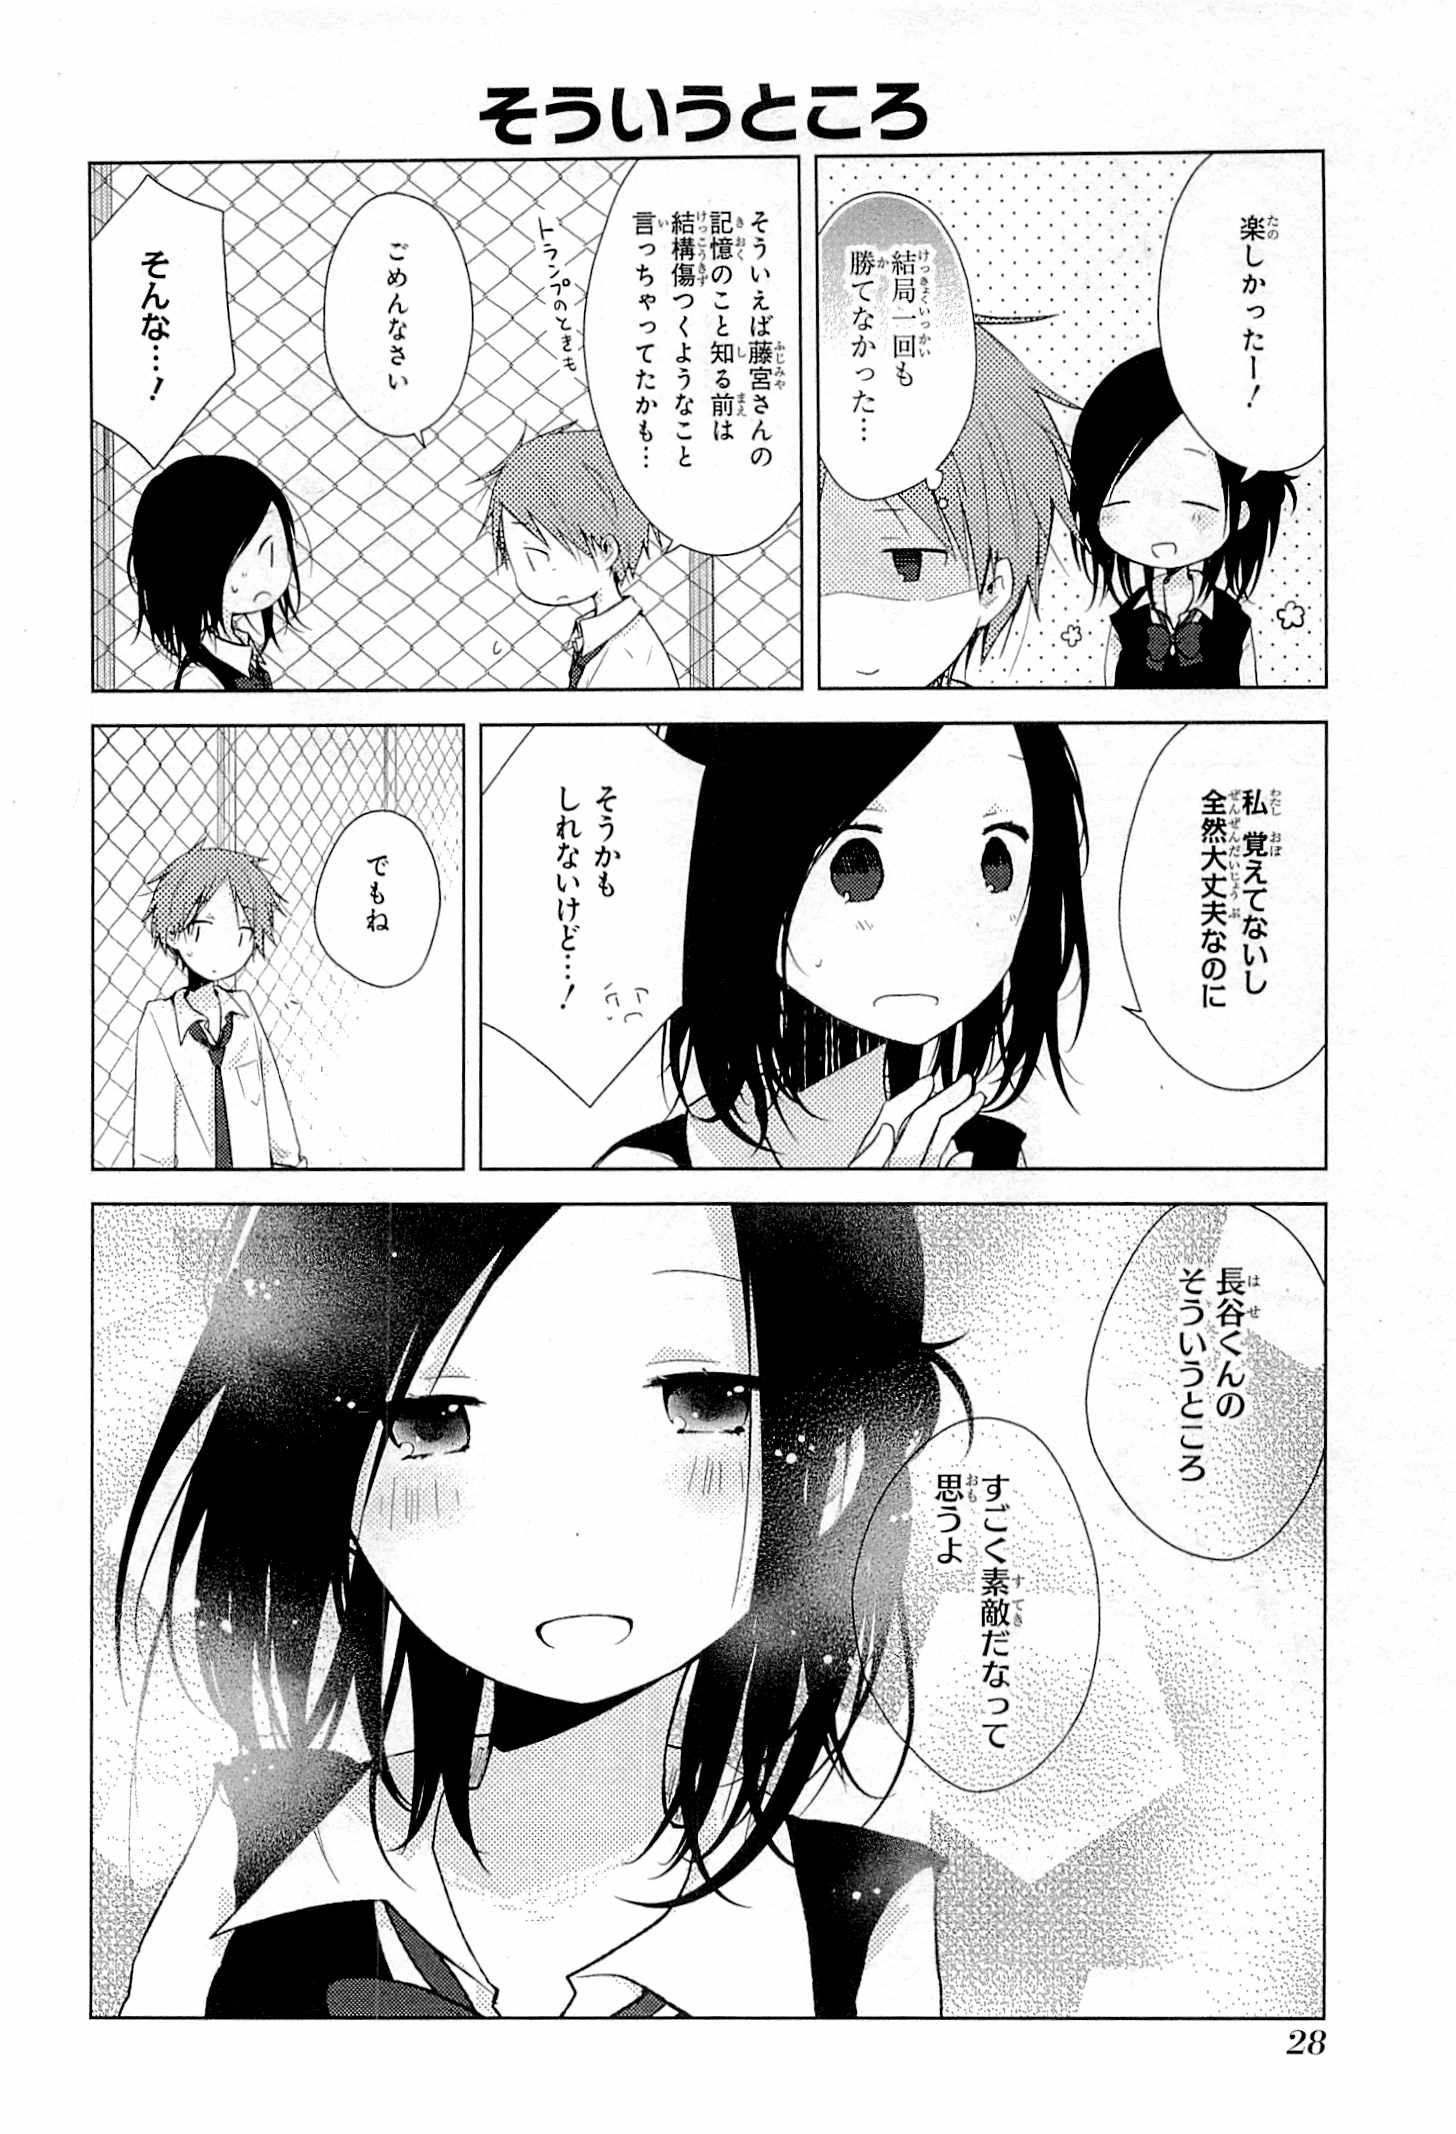 そういうところ
楽しかったー!
結局一回も
勝てなかった…
そういえば藤宮さんの
記憶のこと知る前は
結構傷つくようなこと
言っちゃってたかも…
トランプのときも
ごめんなさい
そんな…!
私 覚えてないし
全然大丈夫なのに
そうかも
しれないけど…!
でもね
長谷くんの
そういうところ
すごく素敵だなって
思うよ
28